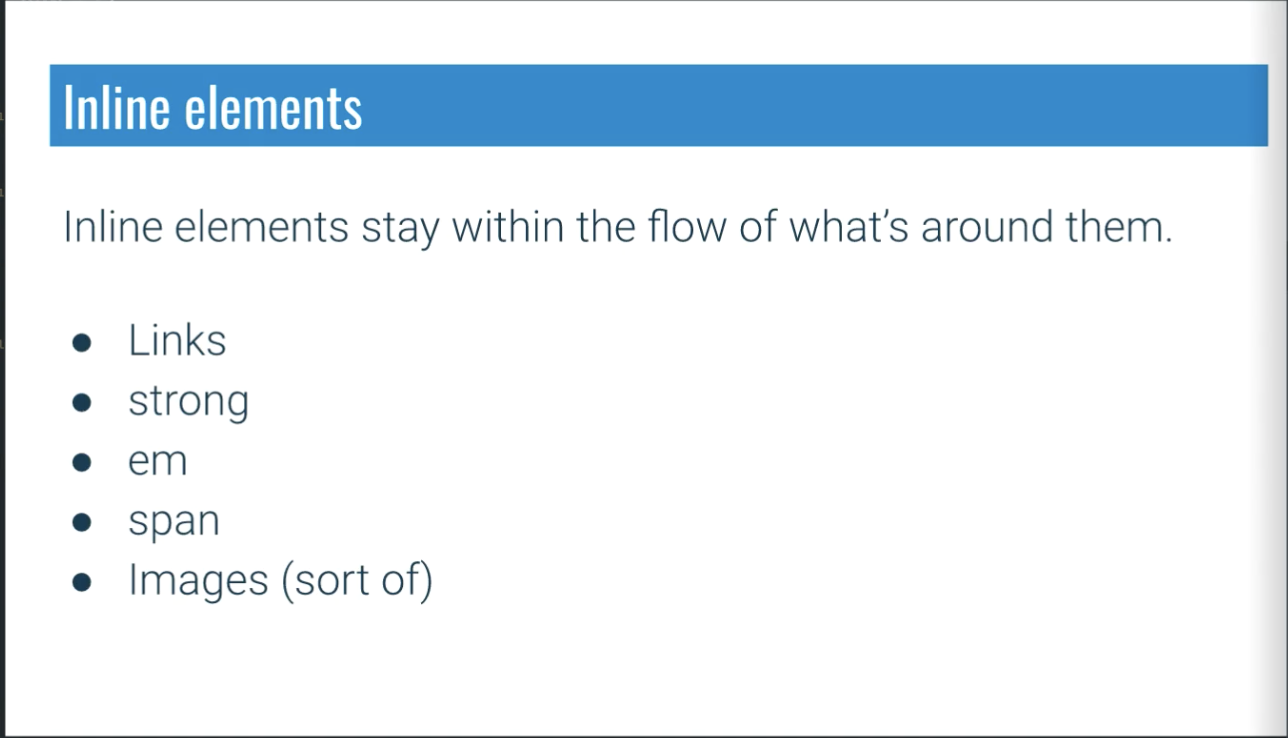 Inline elements
Inline elements stay within the flow of what's around them.
● Links
● strong
● em
● span
● Images (sort of)